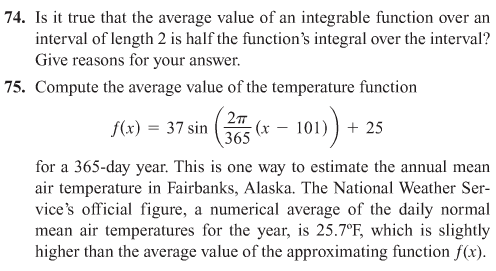 74. Is it true that the average value of an integrable function over an
interval of length 2 is half the function's integral over the interval?
Give reasons for your answer.
75. Compute the average value of the temperature function
f(x) = 37 sin (2π/365 (x − 101)) + 25
for a 365-day year. This is one way to estimate the annual mean
air temperature in Fairbanks, Alaska. The National Weather Ser-
vice's official figure, a numerical average of the daily normal
mean air temperatures for the year, is 25.7ºF, which is slightly
higher than the average value of the approximating function f(x).